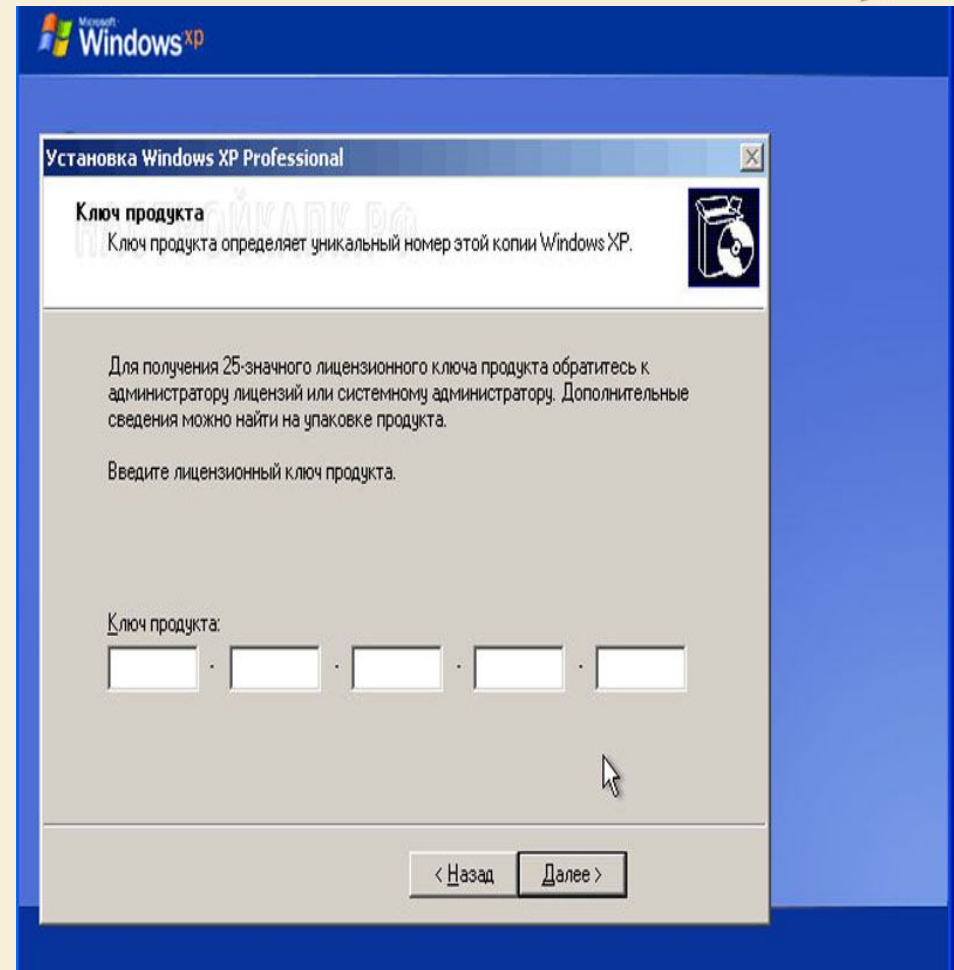 Microsoft
Windows xp
Установка Windows XP Professional
Ключ продукта
НАСТРОЙКАПК.РФ
Ключ продукта определяет уникальный номер этой копии Windows XP.
Для получения 25-значного лицензионного ключа продукта обратитесь к
администратору лицензий или системному администратору. Дополнительные
сведения можно найти на упаковке продукта.
Введите лицензионный ключ продукта.
Ключ продукта:
- - - -
< Назад
Далее >